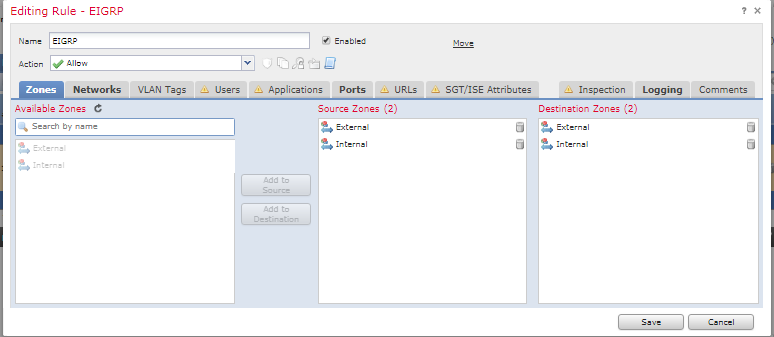 Editing Rule - EIGRP
?
Name EIGRP Enabled Move
Action Allow
Zones Networks VLAN Tags Users Applications Ports URLs SGT/ISE Attributes Inspection Logging Comments
Available Zones Source Zones (2) Destination Zones (2)
Search by name External External
External Internal Internal
Internal
Add to
Source
Add to
Destination
Save Cancel